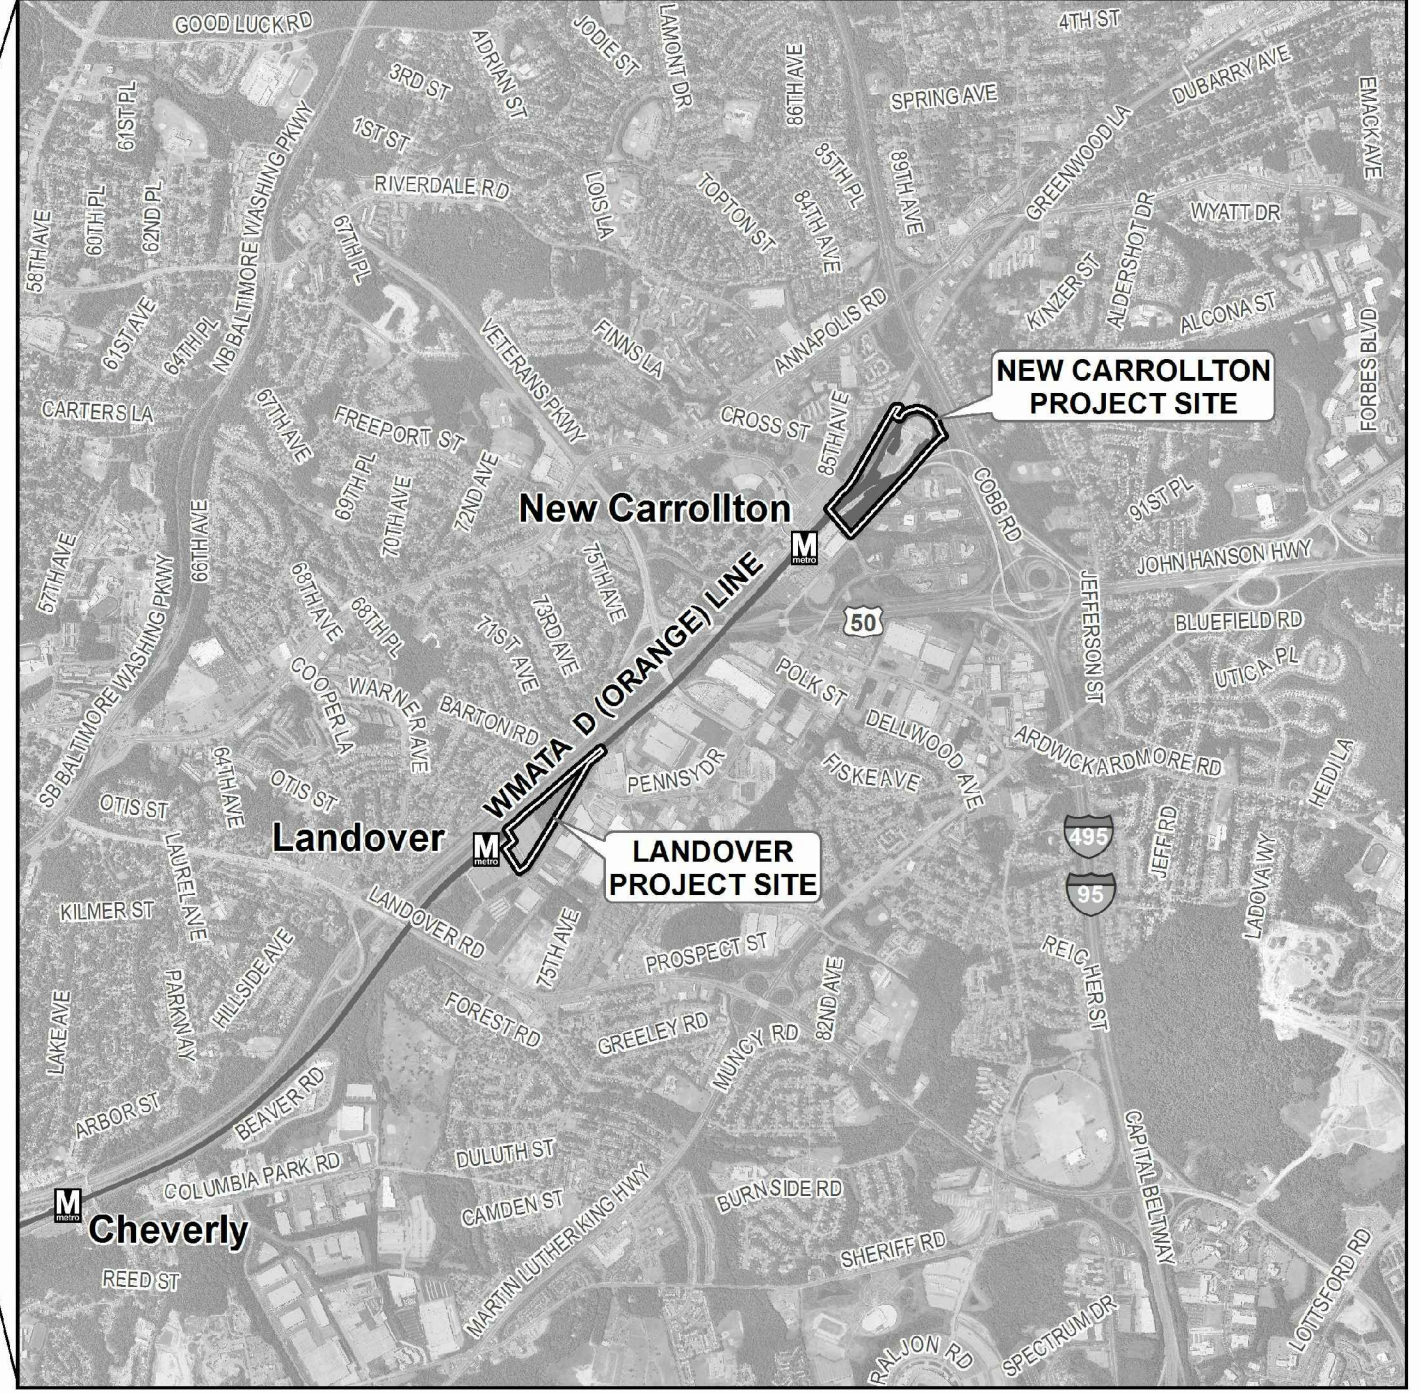 GOOD LUCK RD
4TH ST
JODIE ST
LAMONT DR
ADRIAN ST
86TH AVE
DUBARRY AVE
3RD ST
SPRING AVE
EMACK AVE
61ST PL
1ST ST
GREENWOOD LA
85TH PL
89TH AVE
RIVERDALE RD
LOIS LA
TOPTON ST
84TH AVE
WYATT DR
58TH AVE
60TH PL
62ND PL
NB BALTIMORE WASHING PKWY
67TH PL
ALDERSHOT DR
KINZER ST
ALCONA ST
61ST AVE
64TH PL
VETERANS PKWY
FINNS LA
ANNAPOLIS RD
FORBES BLVD
NEW CARROLLTON
PROJECT SITE
CARTERS LA
67TH AVE
FREEPORT ST
CROSS ST
85TH AVE
69TH PL
70TH AVE
72ND AVE
New Carrollton
COBB RD
91ST PL
metro
57TH AVE
66TH AVE
JOHN HANSON HWY
75TH AVE
68TH AVE
68TH PL
71ST AVE
73RD AVE
50
JEFFERSON ST
BLUEFIELD RD
UTICA PL
SB BALTIMORE WASHING PKWY
COOPER LA
WARNER AVE
BARTON RD
WMATA D (ORANGE) LINE
POLK ST
DELLWOOD AVE
ARDWICK ARDMORE RD
PENNSY DR
FISKE AVE
HEIDI LA
OTIS ST
64TH AVE
OTIS ST
Landover
metro
LANDOVER
PROJECT SITE
495
95
JEFF RD
LADOVA WY
LAUREL AVE
KILMER ST
LANDOVER RD
75TH AVE
PROSPECT ST
82ND AVE
REICHER ST
HILLSIDE AVE
PARKWAY
LAKE AVE
FOREST RD
GREELEY RD
MUNCY RD
ARBOR ST
BEAVER RD
DULUTH ST
COLUMBIA PARK RD
CAPITAL BELTWAY
metro
Cheverly
CAMDEN ST
BURNSIDE RD
MARTIN LUTHER KING HWY
SHERIFF RD
REED ST
LOTTSFORD RD
RALJON RD
SPECTRUM DR